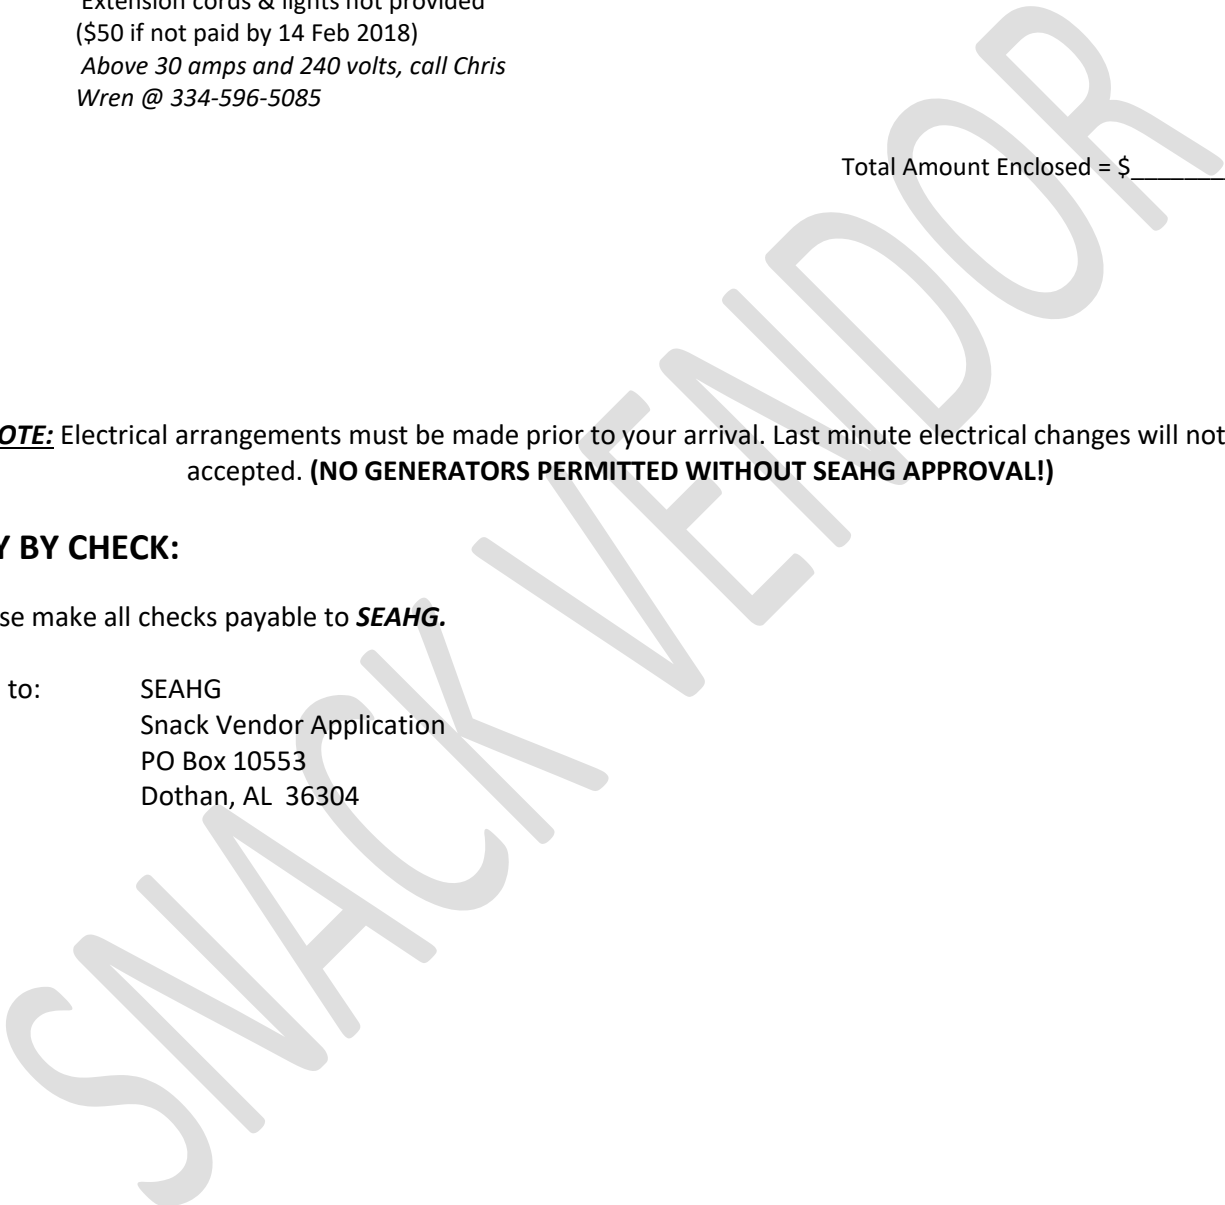 Extension cords & lights not provided
($50 if not paid by 14 Feb 2018)
Above 30 amps and 240 volts, call Chris
Wren @ 334-596-5085
Total Amount Enclosed = $_______
OTE: Electrical arrangements must be made prior to your arrival. Last minute electrical changes will not
accepted. (NO GENERATORS PERMITTED WITHOUT SEAHG APPROVAL!)
Y BY CHECK:
se make all checks payable to SEAHG.
to: SEAHG
Snack Vendor Application
PO Box 10553
Dothan, AL 36304
SNACK VENDOR